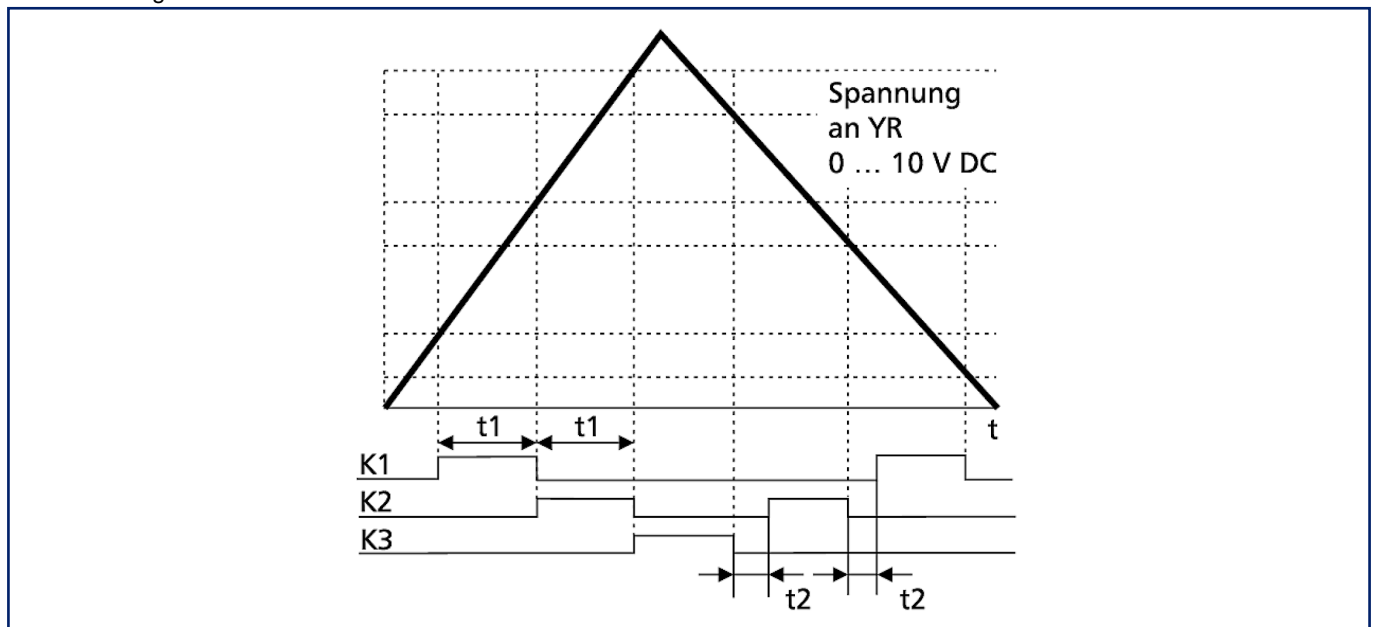 Spannung
an YR
0 … 10 V DC
t1
t1
t
K1
K2
K3
t2
t2